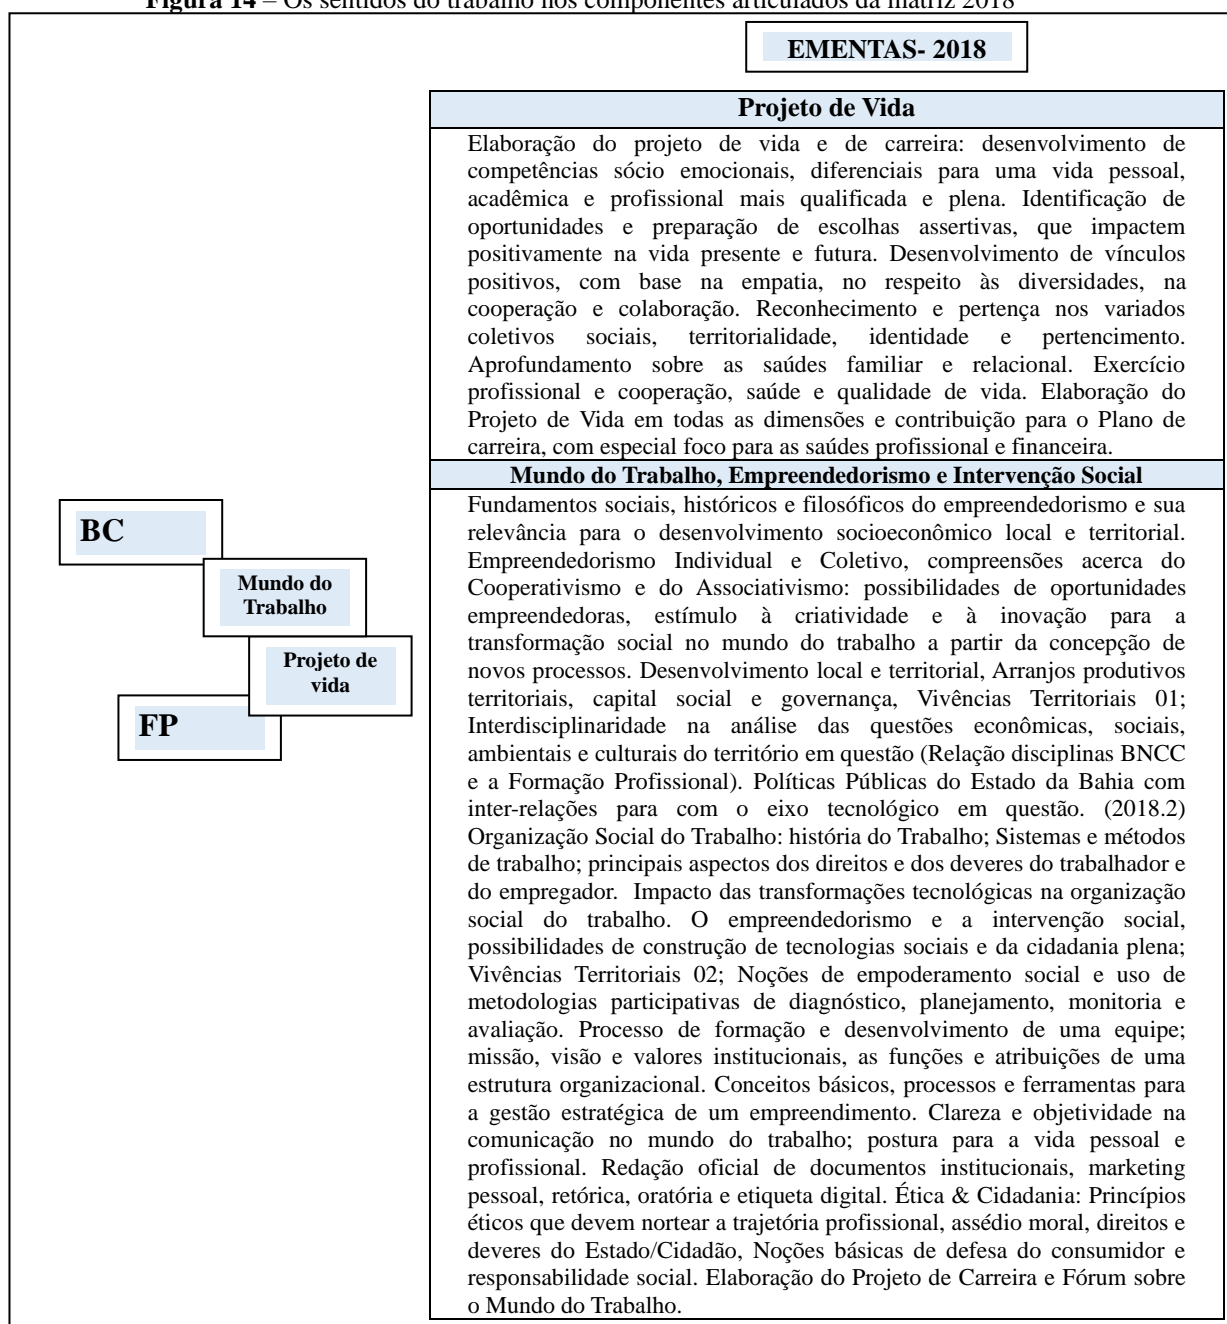 Figura 14 – Os sentidos do trabalho nos componentes articulados da matriz 2018
EMENTAS- 2018
Projeto de Vida
Elaboração do projeto de vida e de carreira: desenvolvimento de
competências sócio emocionais, diferenciais para uma vida pessoal,
acadêmica e profissional mais qualificada e plena. Identificação de
oportunidades e preparação de escolhas assertivas, que impactem
positivamente na vida presente e futura. Desenvolvimento de vínculos
positivos, com base na empatia, no respeito às diversidades, na
cooperação e colaboração. Reconhecimento e pertença nos variados
coletivos sociais, territorialidade, identidade e pertencimento.
Aprofundamento sobre as saúdes familiar e relacional. Exercício
profissional e cooperação, saúde e qualidade de vida. Elaboração do
Projeto de Vida em todas as dimensões e contribuição para o Plano de
carreira, com especial foco para as saúdes profissional e financeira.
Mundo do Trabalho, Empreendedorismo e Intervenção Social
Fundamentos sociais, históricos e filosóficos do empreendedorismo e sua
relevância para o desenvolvimento socioeconômico local e territorial.
Empreendedorismo Individual e Coletivo, compreensões acerca do
Cooperativismo e do Associativismo: possibilidades de oportunidades
empreendedoras, estímulo à criatividade e à inovação para a
transformação social no mundo do trabalho a partir da concepção de
novos processos. Desenvolvimento local e territorial, Arranjos produtivos
territoriais, capital social e governança, Vivências Territoriais 01;
Interdisciplinaridade na análise das questões econômicas, sociais,
ambientais e culturais do território em questão (Relação disciplinas BNCC
e a Formação Profissional). Políticas Públicas do Estado da Bahia com
inter-relações para com o eixo tecnológico em questão. (2018.2)
Organização Social do Trabalho: história do Trabalho; Sistemas e métodos
de trabalho; principais aspectos dos direitos e dos deveres do trabalhador e
do empregador. Impacto das transformações tecnológicas na organização
social do trabalho. O empreendedorismo e a intervenção social,
possibilidades de construção de tecnologias sociais e da cidadania plena;
Vivências Territoriais 02; Noções de empoderamento social e uso de
metodologias participativas de diagnóstico, planejamento, monitoria e
avaliação. Processo de formação e desenvolvimento de uma equipe;
missão, visão e valores institucionais, as funções e atribuições de uma
estrutura organizacional. Conceitos básicos, processos e ferramentas para
a gestão estratégica de um empreendimento. Clareza e objetividade na
comunicação no mundo do trabalho; postura para a vida pessoal e
profissional. Redação oficial de documentos institucionais, marketing
pessoal, retórica, oratória e etiqueta digital. Ética & Cidadania: Princípios
éticos que devem nortear a trajetória profissional, assédio moral, direitos e
deveres do Estado/Cidadão, Noções básicas de defesa do consumidor e
responsabilidade social. Elaboração do Projeto de Carreira e Fórum sobre
o Mundo do Trabalho.
BC
Mundo do
Trabalho
Projeto de
vida
FP